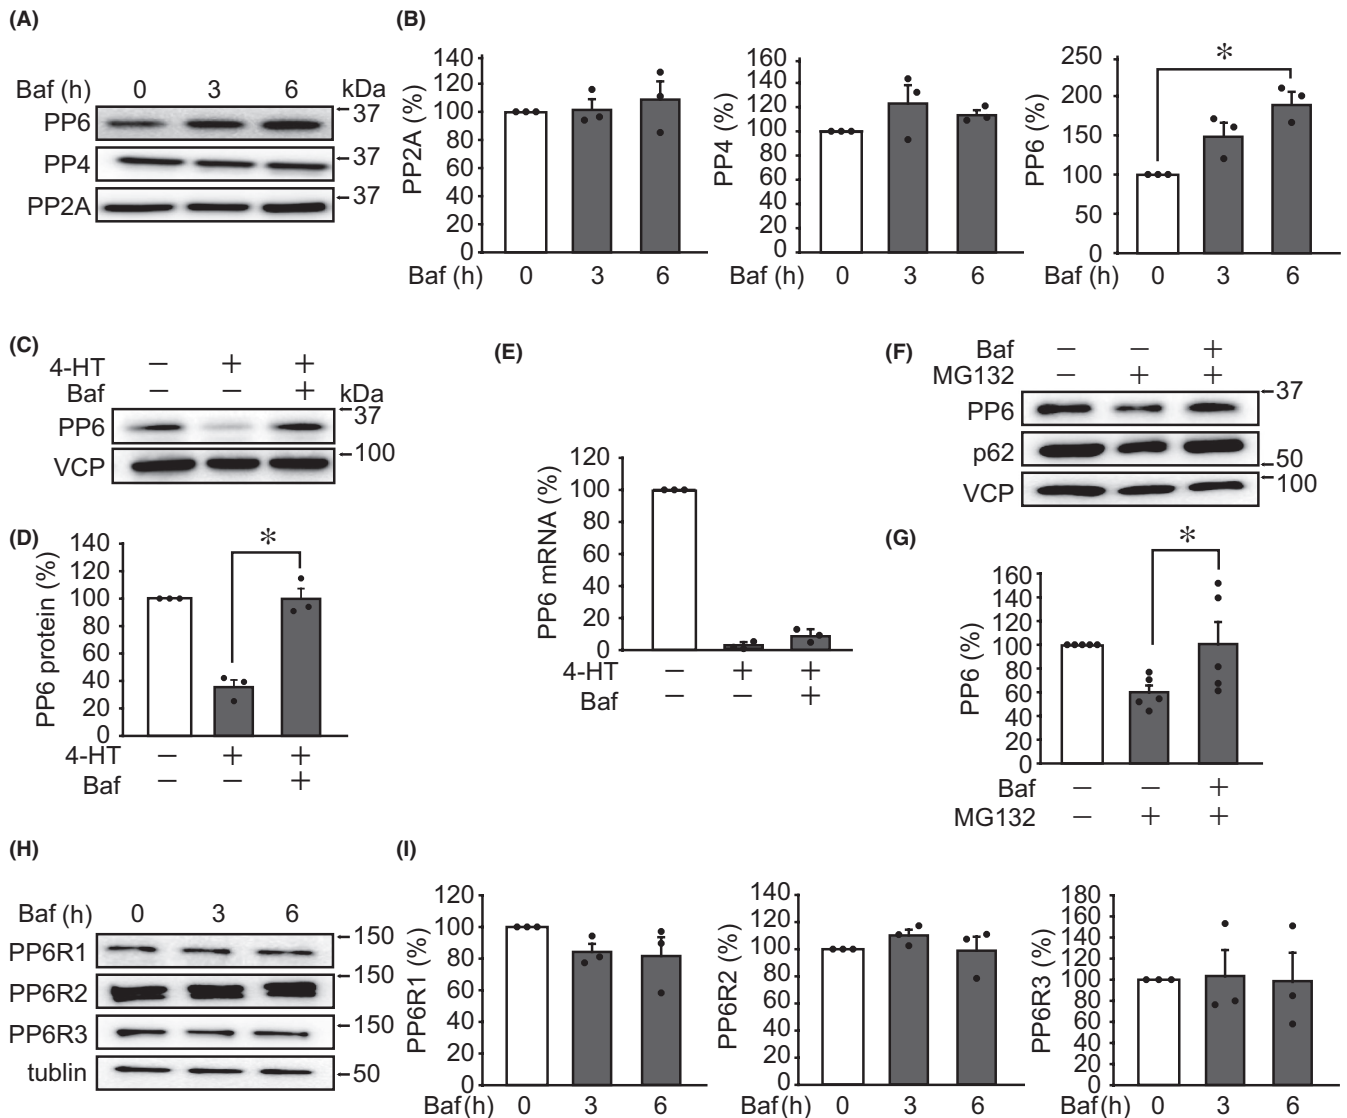 (A)
Baf (h) 0 3 6 kDa
PP6 37
PP4 37
PP2A 37
(B)
PP2A (%)
140
120
100
80
60
40
20
0
Baf (h) 0 3 6
PP4 (%)
160
140
120
100
80
60
40
20
0
Baf (h) 0 3 6
PP6 (%)
250
200
150
100
50
0
*
Baf (h) 0 3 6
(C)
4-HT − + +
Baf − − + kDa
PP6 37
VCP 100
(D)
PP6 protein (%)
140
120
100
80
60
40
20
0
*
4-HT − + +
Baf − − +
(E)
PP6 mRNA (%)
120
100
80
60
40
20
0
4-HT − + +
Baf − − +
(F)
Baf − − +
MG132 − + +
PP6 37
p62 50
VCP 100
(G)
PP6 (%)
160
140
120
100
80
60
40
20
0
*
Baf − − +
MG132 − + +
(H)
Baf (h) 0 3 6
PP6R1 150
PP6R2 150
PP6R3 150
tublin 50
(I)
PP6R1 (%)
120
100
80
60
40
20
0
Baf (h) 0 3 6
PP6R2 (%)
140
120
100
80
60
40
20
0
Baf (h) 0 3 6
PP6R3 (%)
180
160
140
120
100
80
60
40
20
0
Baf (h) 0 3 6